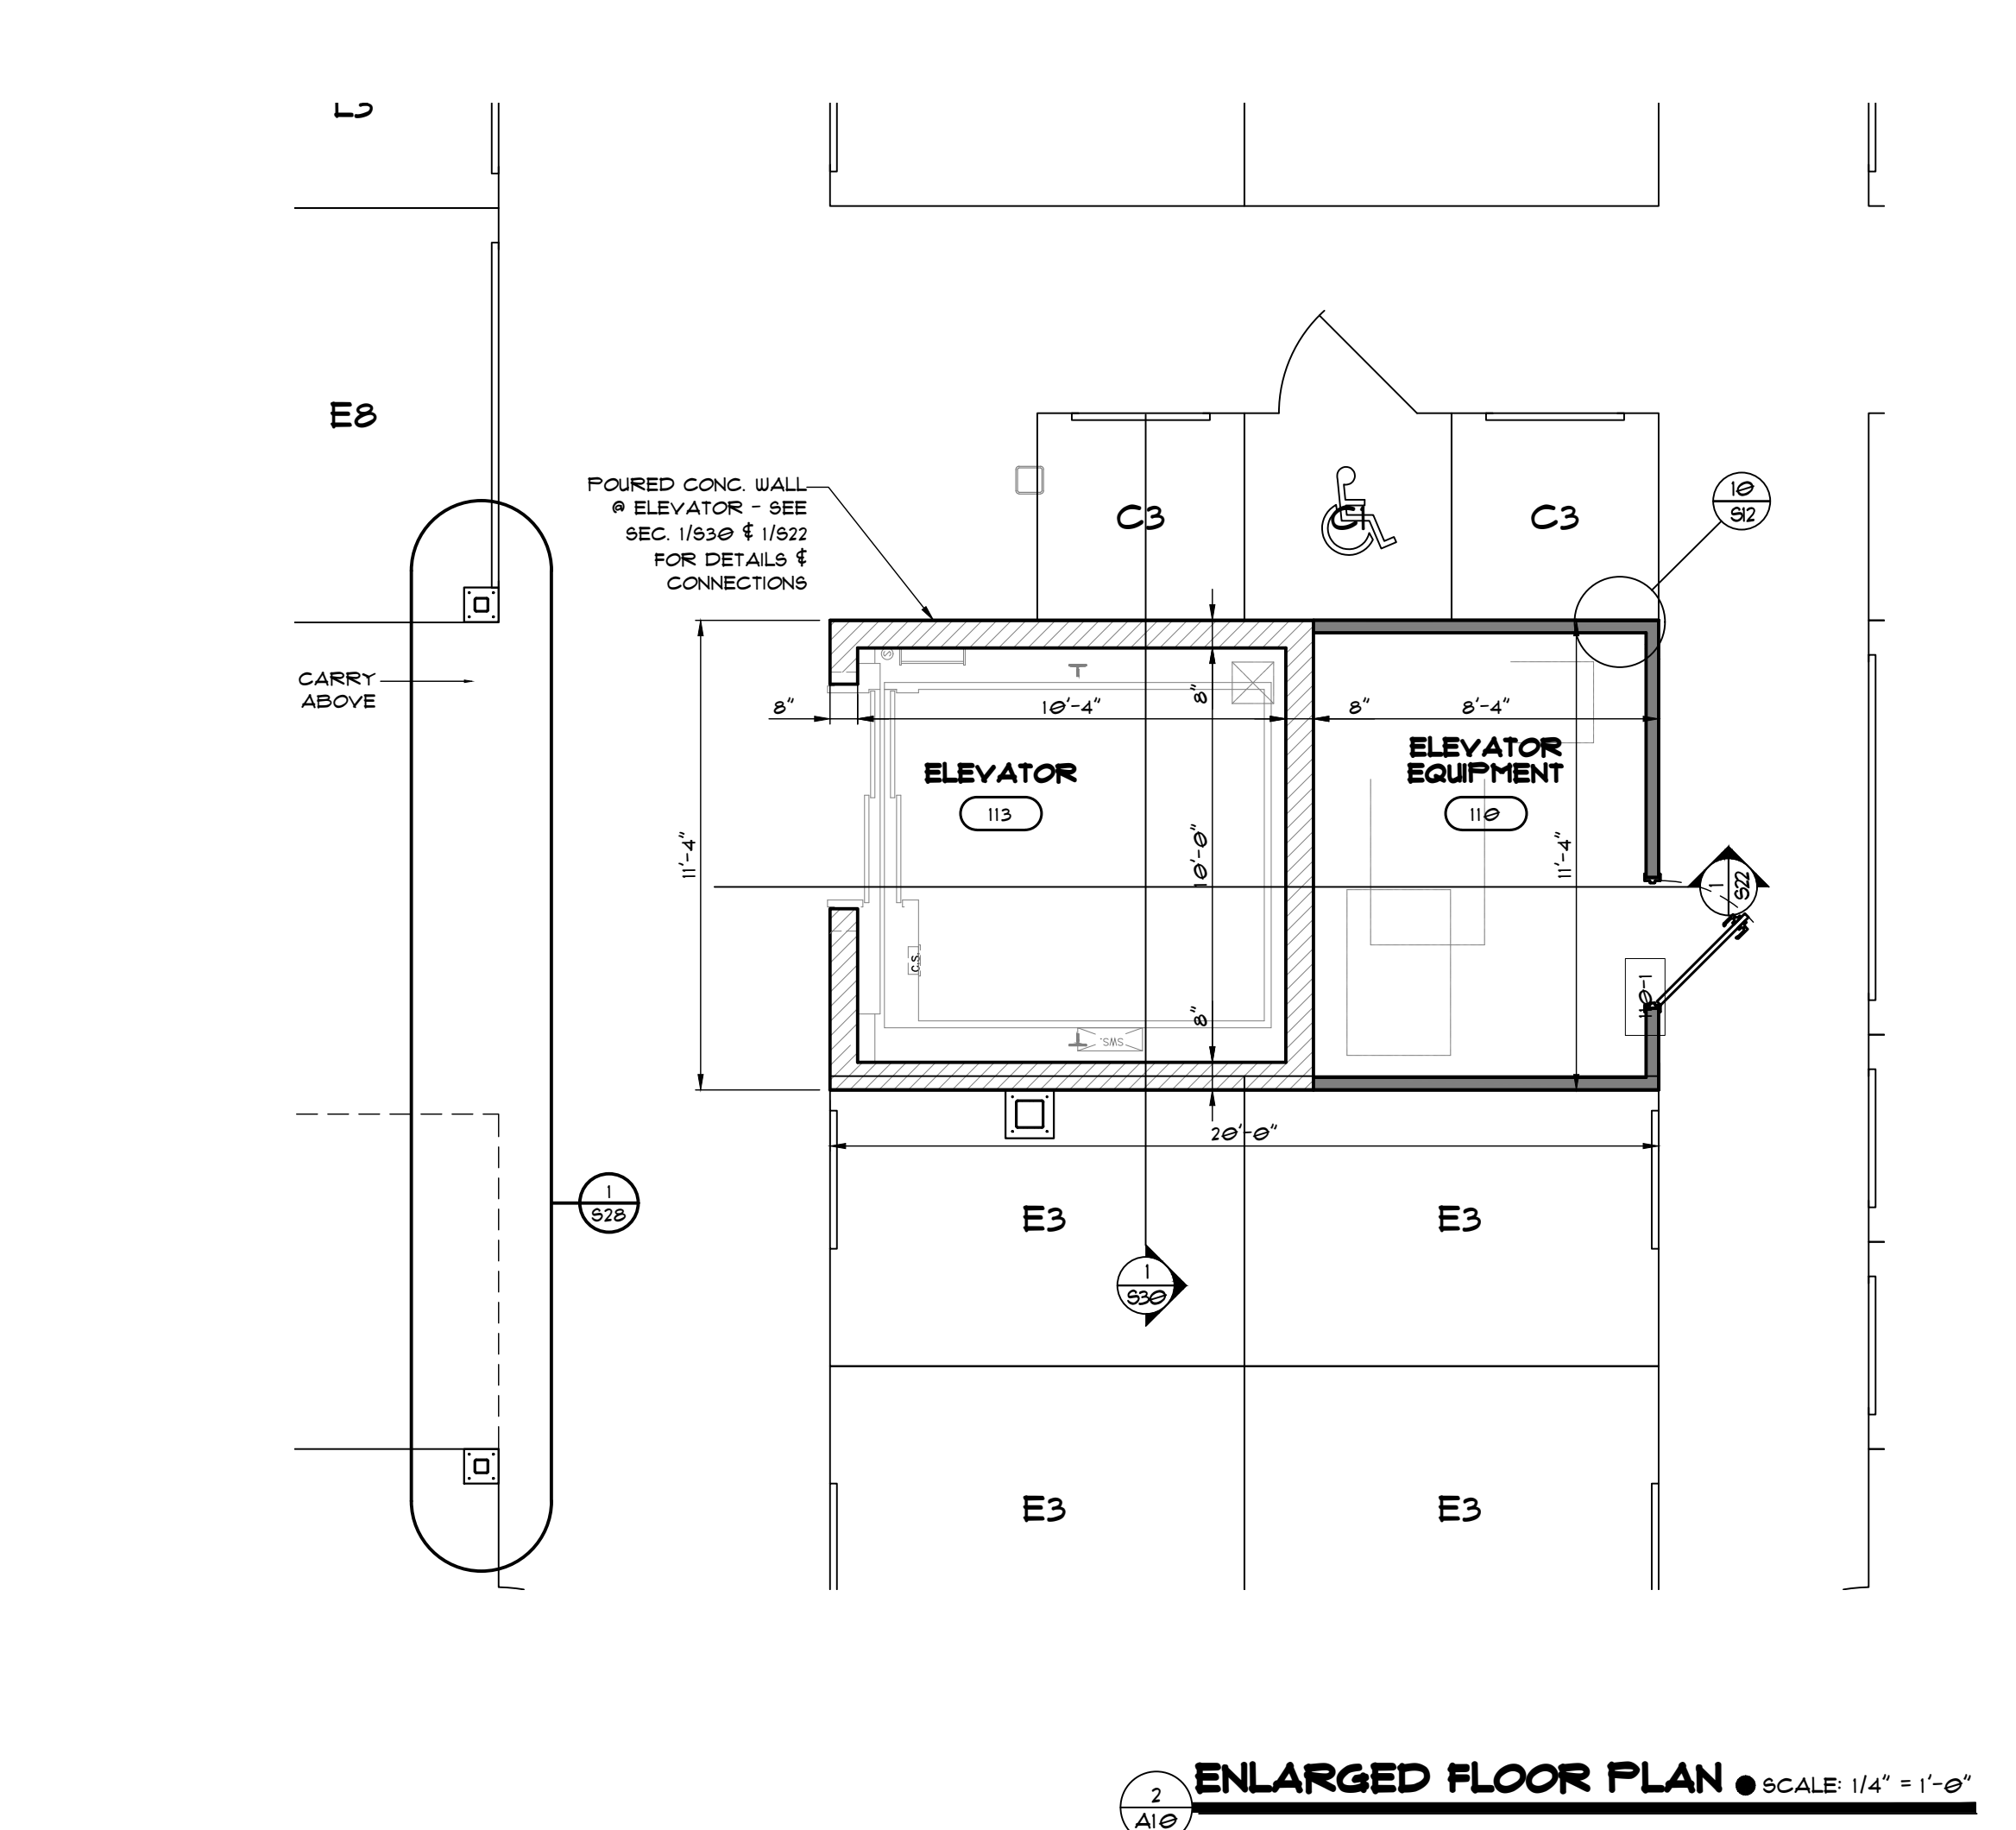 E8
POURED CONC. WALL
@ ELEVATOR - SEE
SEC. 1/S30 & 1/S22
FOR DETAILS &
CONNECTIONS
C3
C1
C3
10
S12
CARRY
ABOVE
8"
10'-4"
8"
8"
8'-4"
ELEVATOR
113
ELEVATOR
EQUIPMENT
110
11'-4"
10'-0"
11'-4"
1
S22
C.S.
110-1
8"
SWS.
20'-0"
1
S28
E3
E3
1
S30
E3
E3
2
A10
ENLARGED FLOOR PLAN
SCALE: 1/4" = 1'-0"